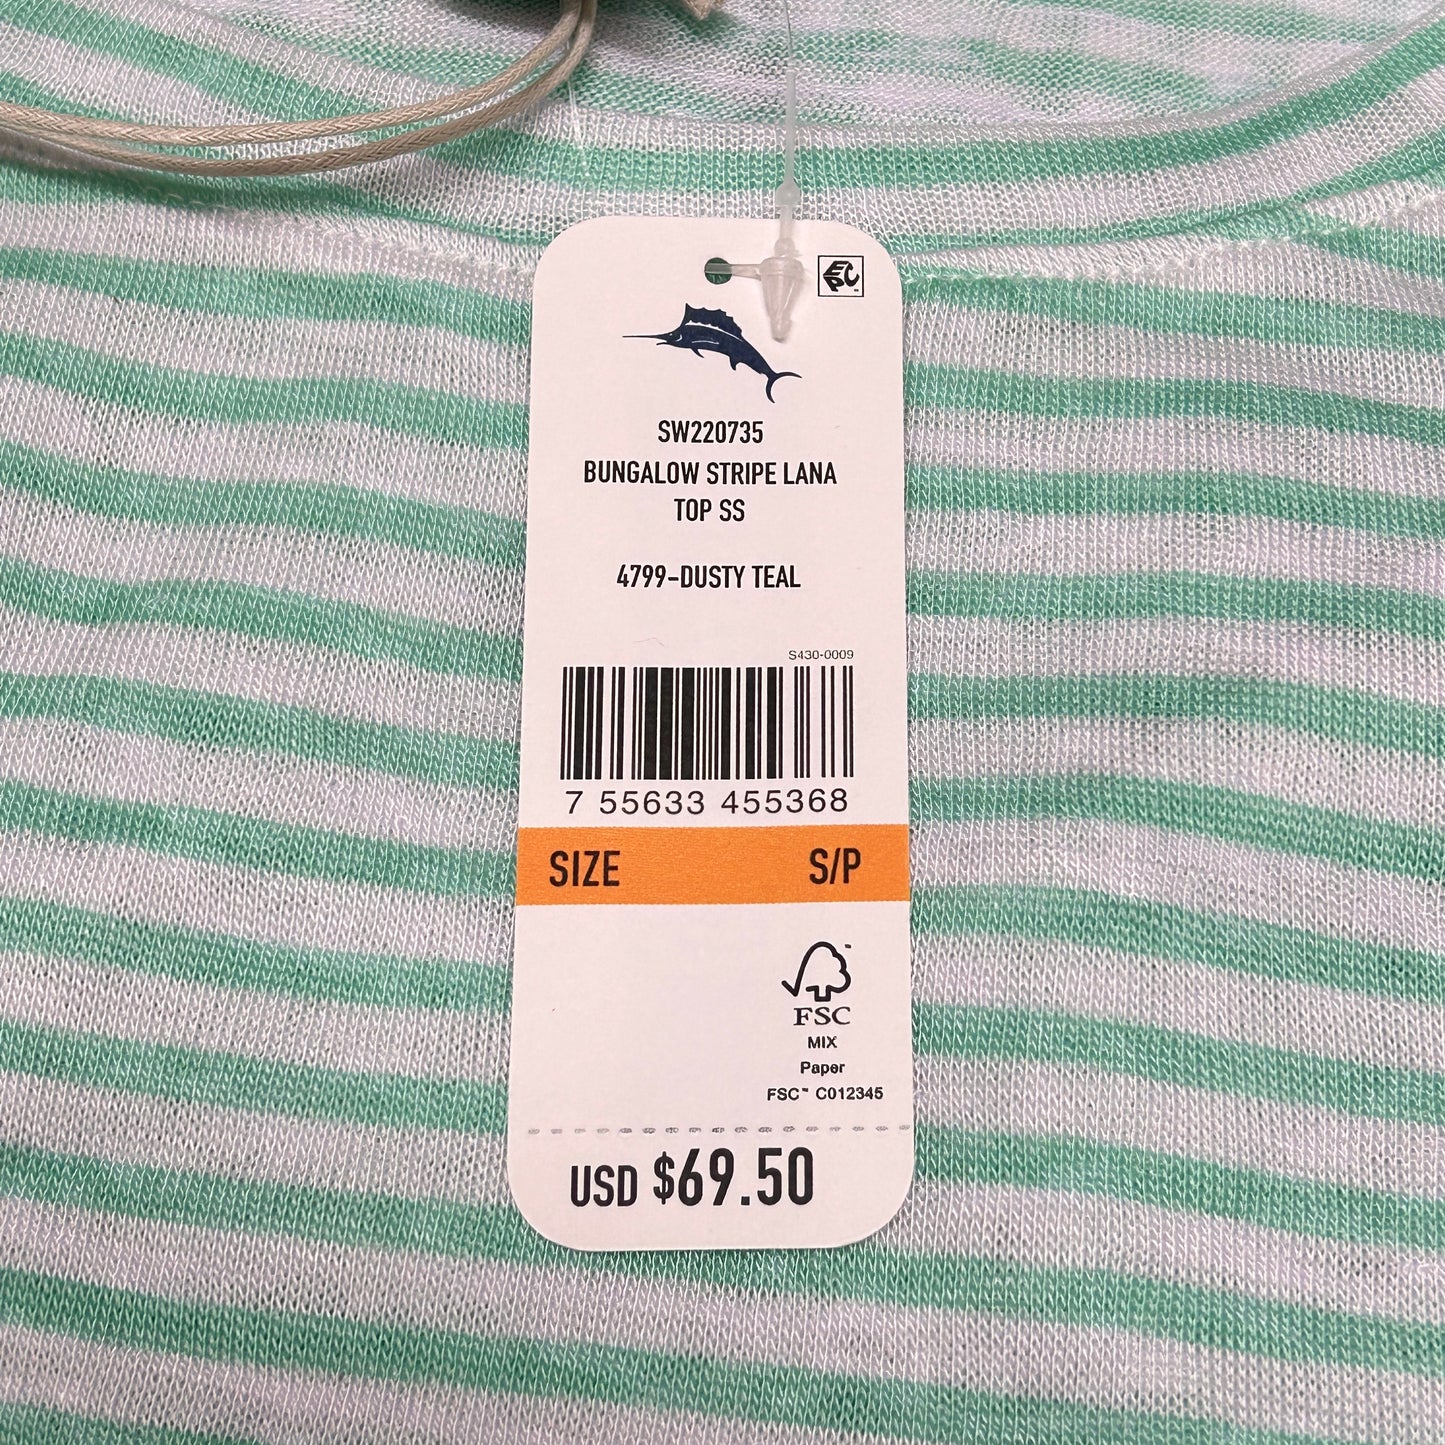 EPC
SW220735
BUNGALOW STRIPE LANA
TOP SS
4799-DUSTY TEAL
S430-0009
7 55633 455368
SIZE S/P
FSC
MIX
Paper
FSC™ C012345
USD $69.50